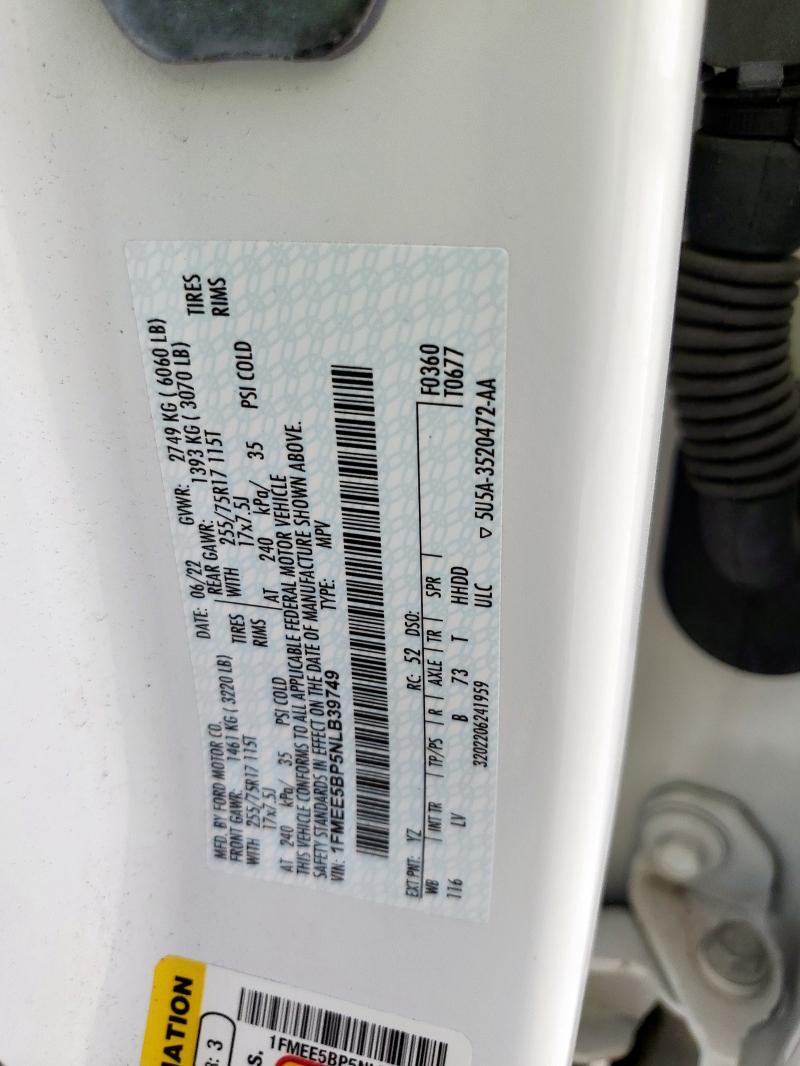 MFD. BY FORD MOTOR CO.
DATE: 06/22 GVWR: 2749 KG ( 6060 LB)
FRONT GAWR: 1461 KG ( 3220 LB)
REAR GAWR: 1393 KG ( 3070 LB)
WITH 255/75R17 115T TIRES
WITH 255/75R17 115T TIRES
17x7.5J RIMS
17x7.5J RIMS
AT 240 kPa/ 35 PSI COLD
AT 240 kPa/ 35 PSI COLD
THIS VEHICLE CONFORMS TO ALL APPLICABLE FEDERAL MOTOR VEHICLE
SAFETY STANDARDS IN EFFECT ON THE DATE OF MANUFACTURE SHOWN ABOVE.
VIN: 1FMEE5BP5NLB39749 TYPE: MPV
EXT PNT: YZ RC: 52 DSO: F0360
WB INT TR TP/PS R AXLE TR SPR T0677
116 LV B 73 T HHDD
3202206241959 ULC ▽ 5U5A-3520472-AA
R: 3
S.
1FMEE5BP5N